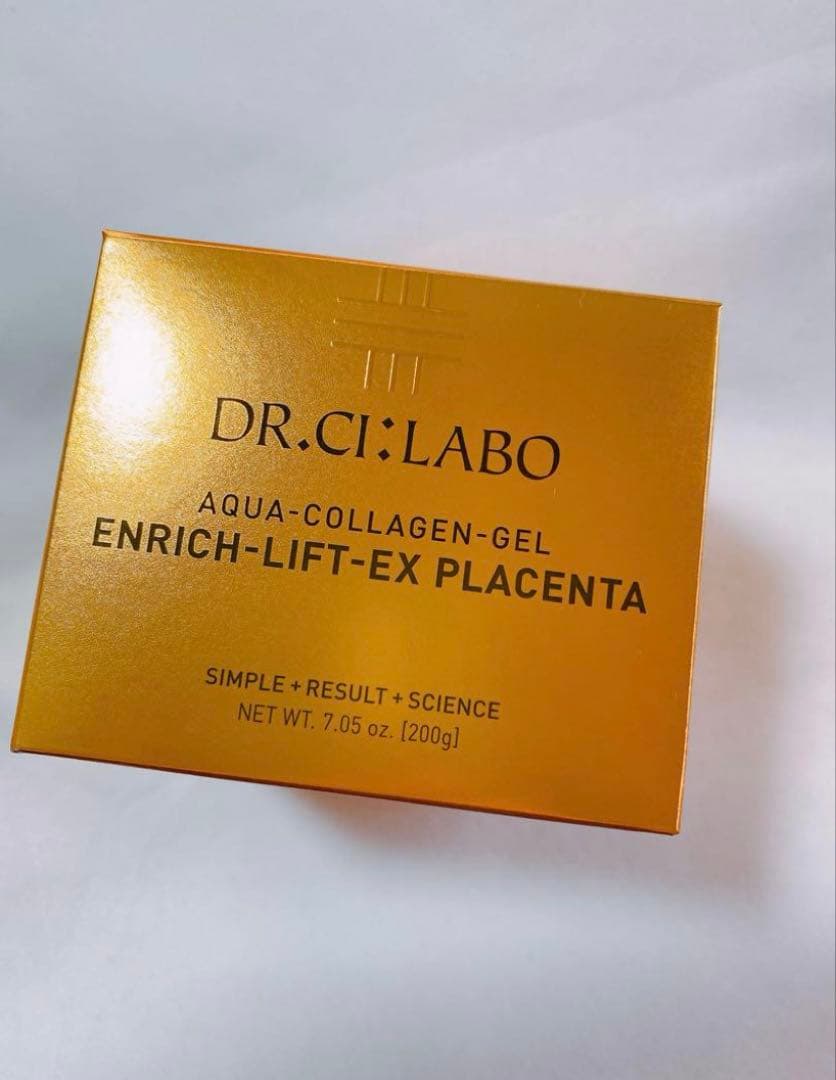 DR.CI:LABO
AQUA-COLLAGEN-GEL
ENRICH-LIFT-EX PLACENTA
SIMPLE+RESULT+SCIENCE
NET WT. 7.05 oz. [200g]